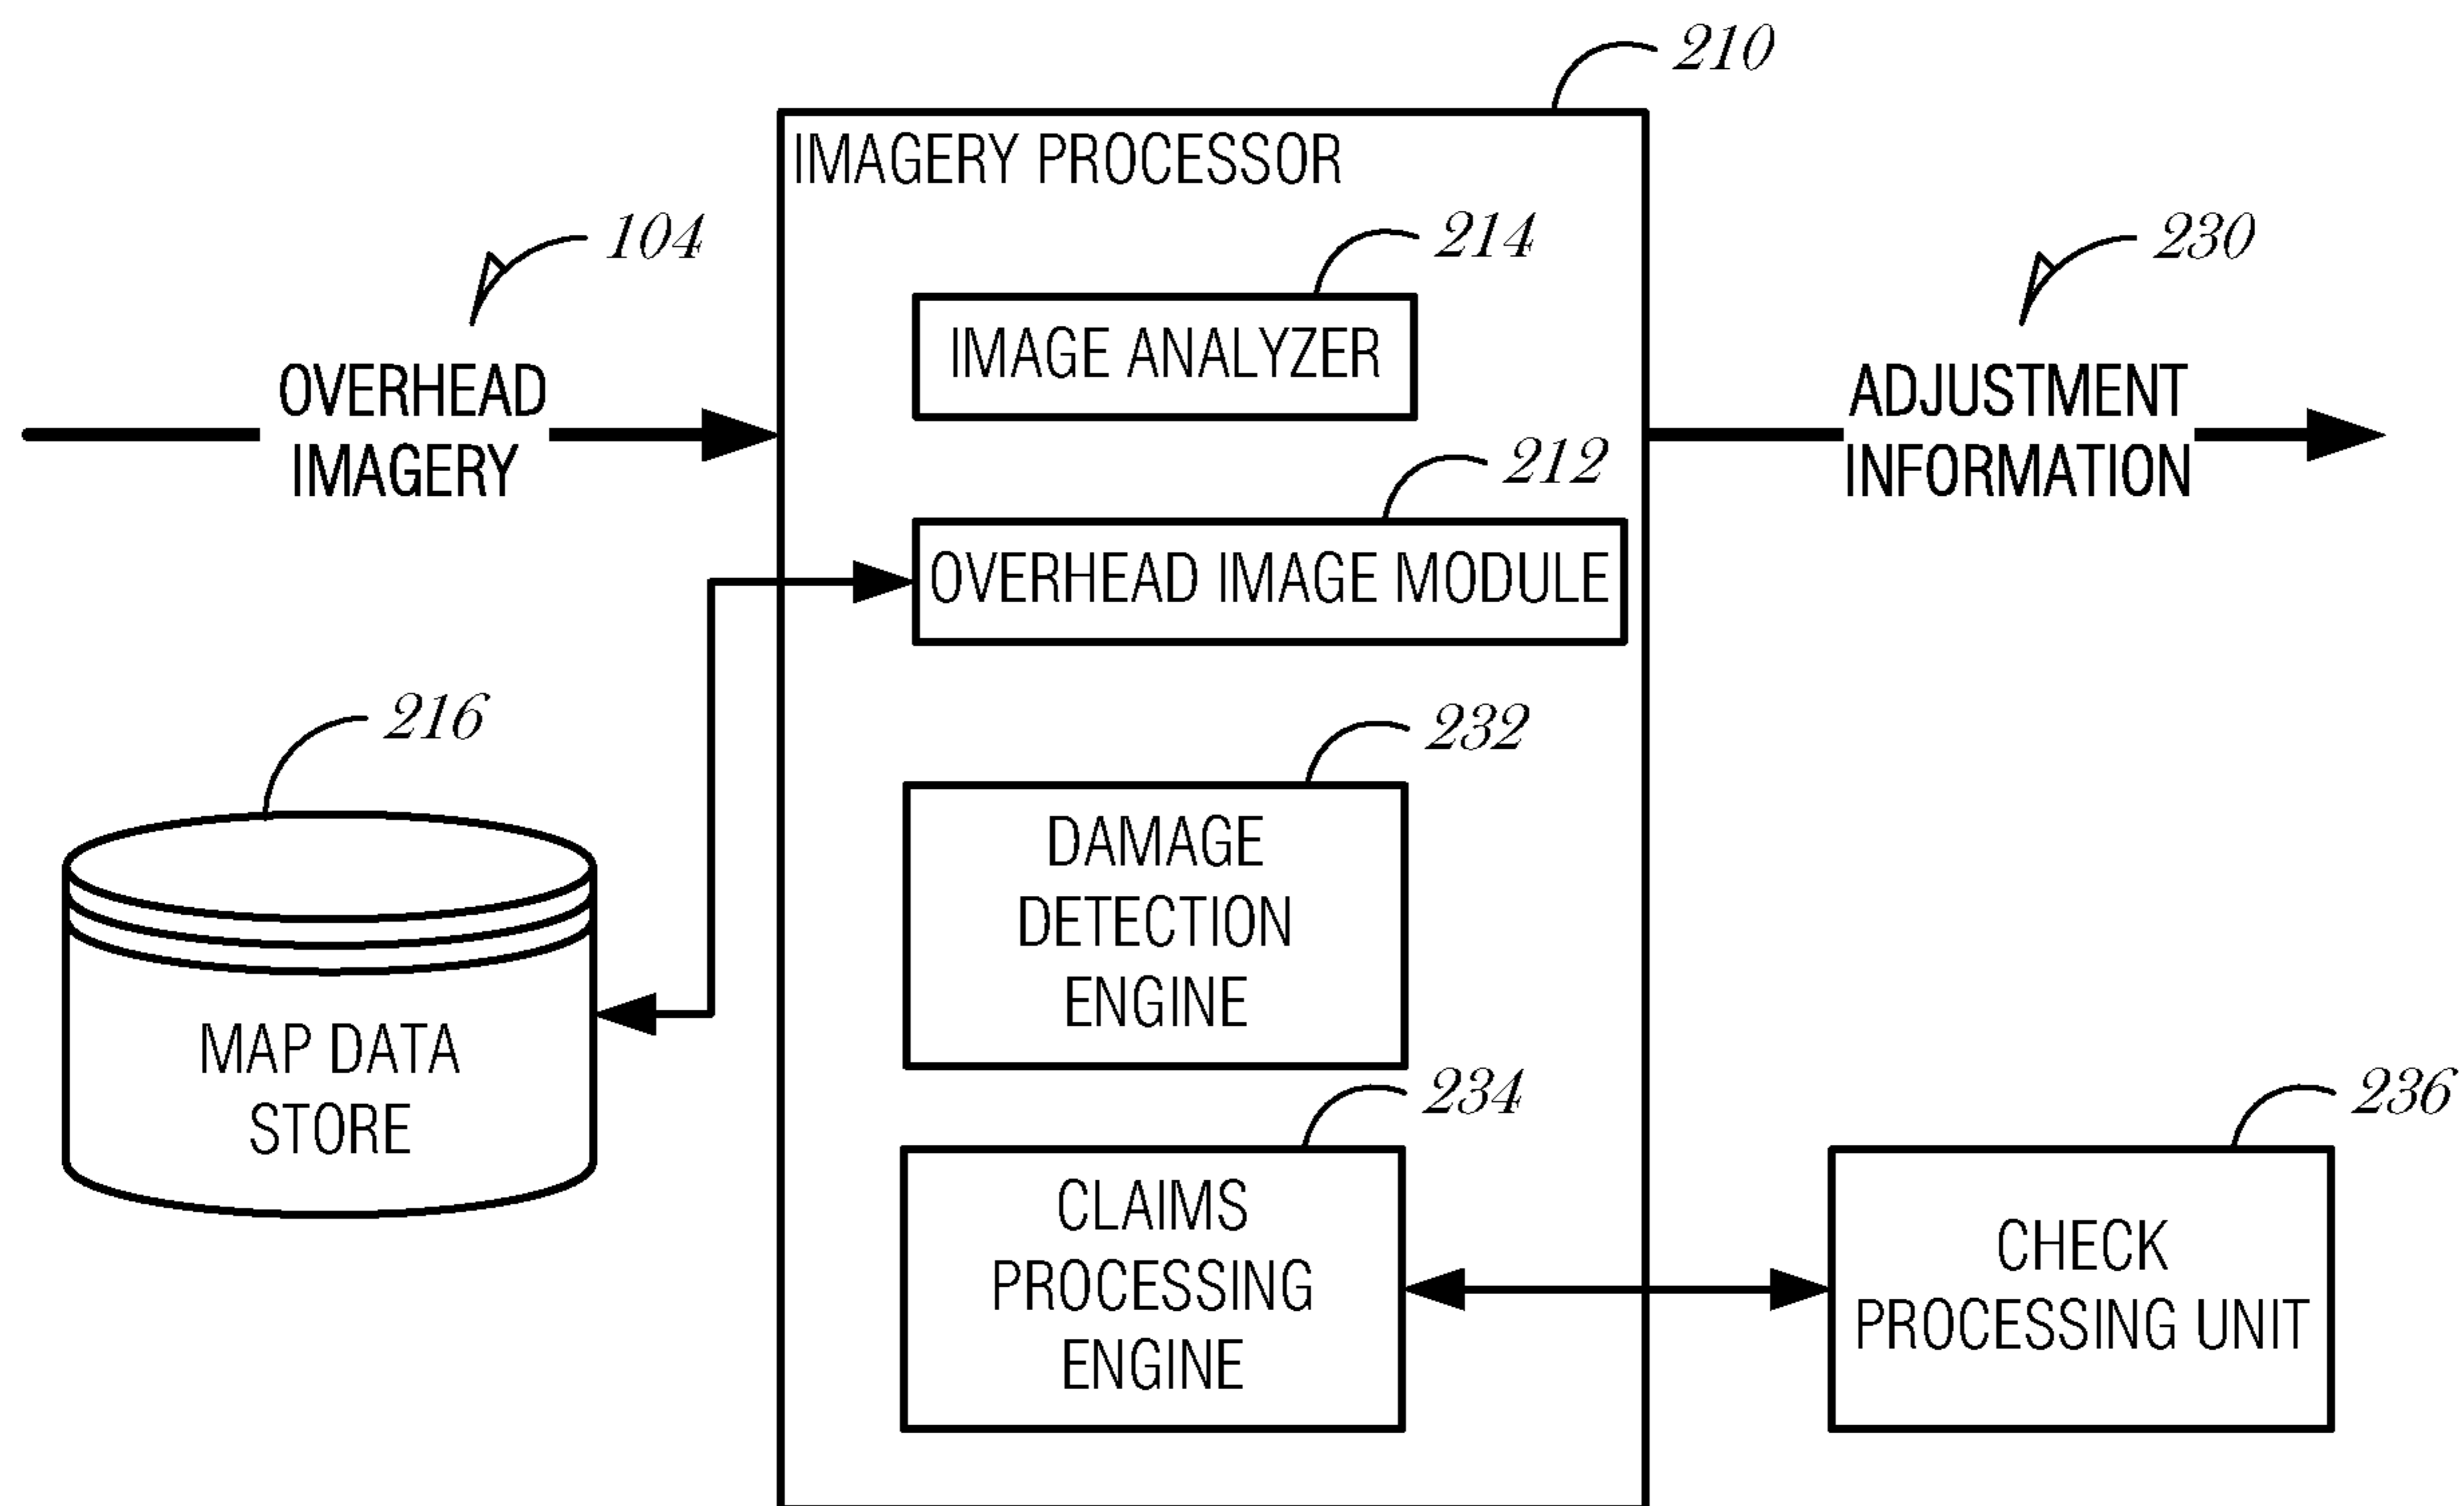 210
IMAGERY PROCESSOR
104
214
230
IMAGE ANALYZER
OVERHEAD
IMAGERY
ADJUSTMENT
INFORMATION
212
OVERHEAD IMAGE MODULE
216
232
DAMAGE
DETECTION
ENGINE
MAP DATA
STORE
234
236
CLAIMS
PROCESSING
ENGINE
CHECK
PROCESSING UNIT